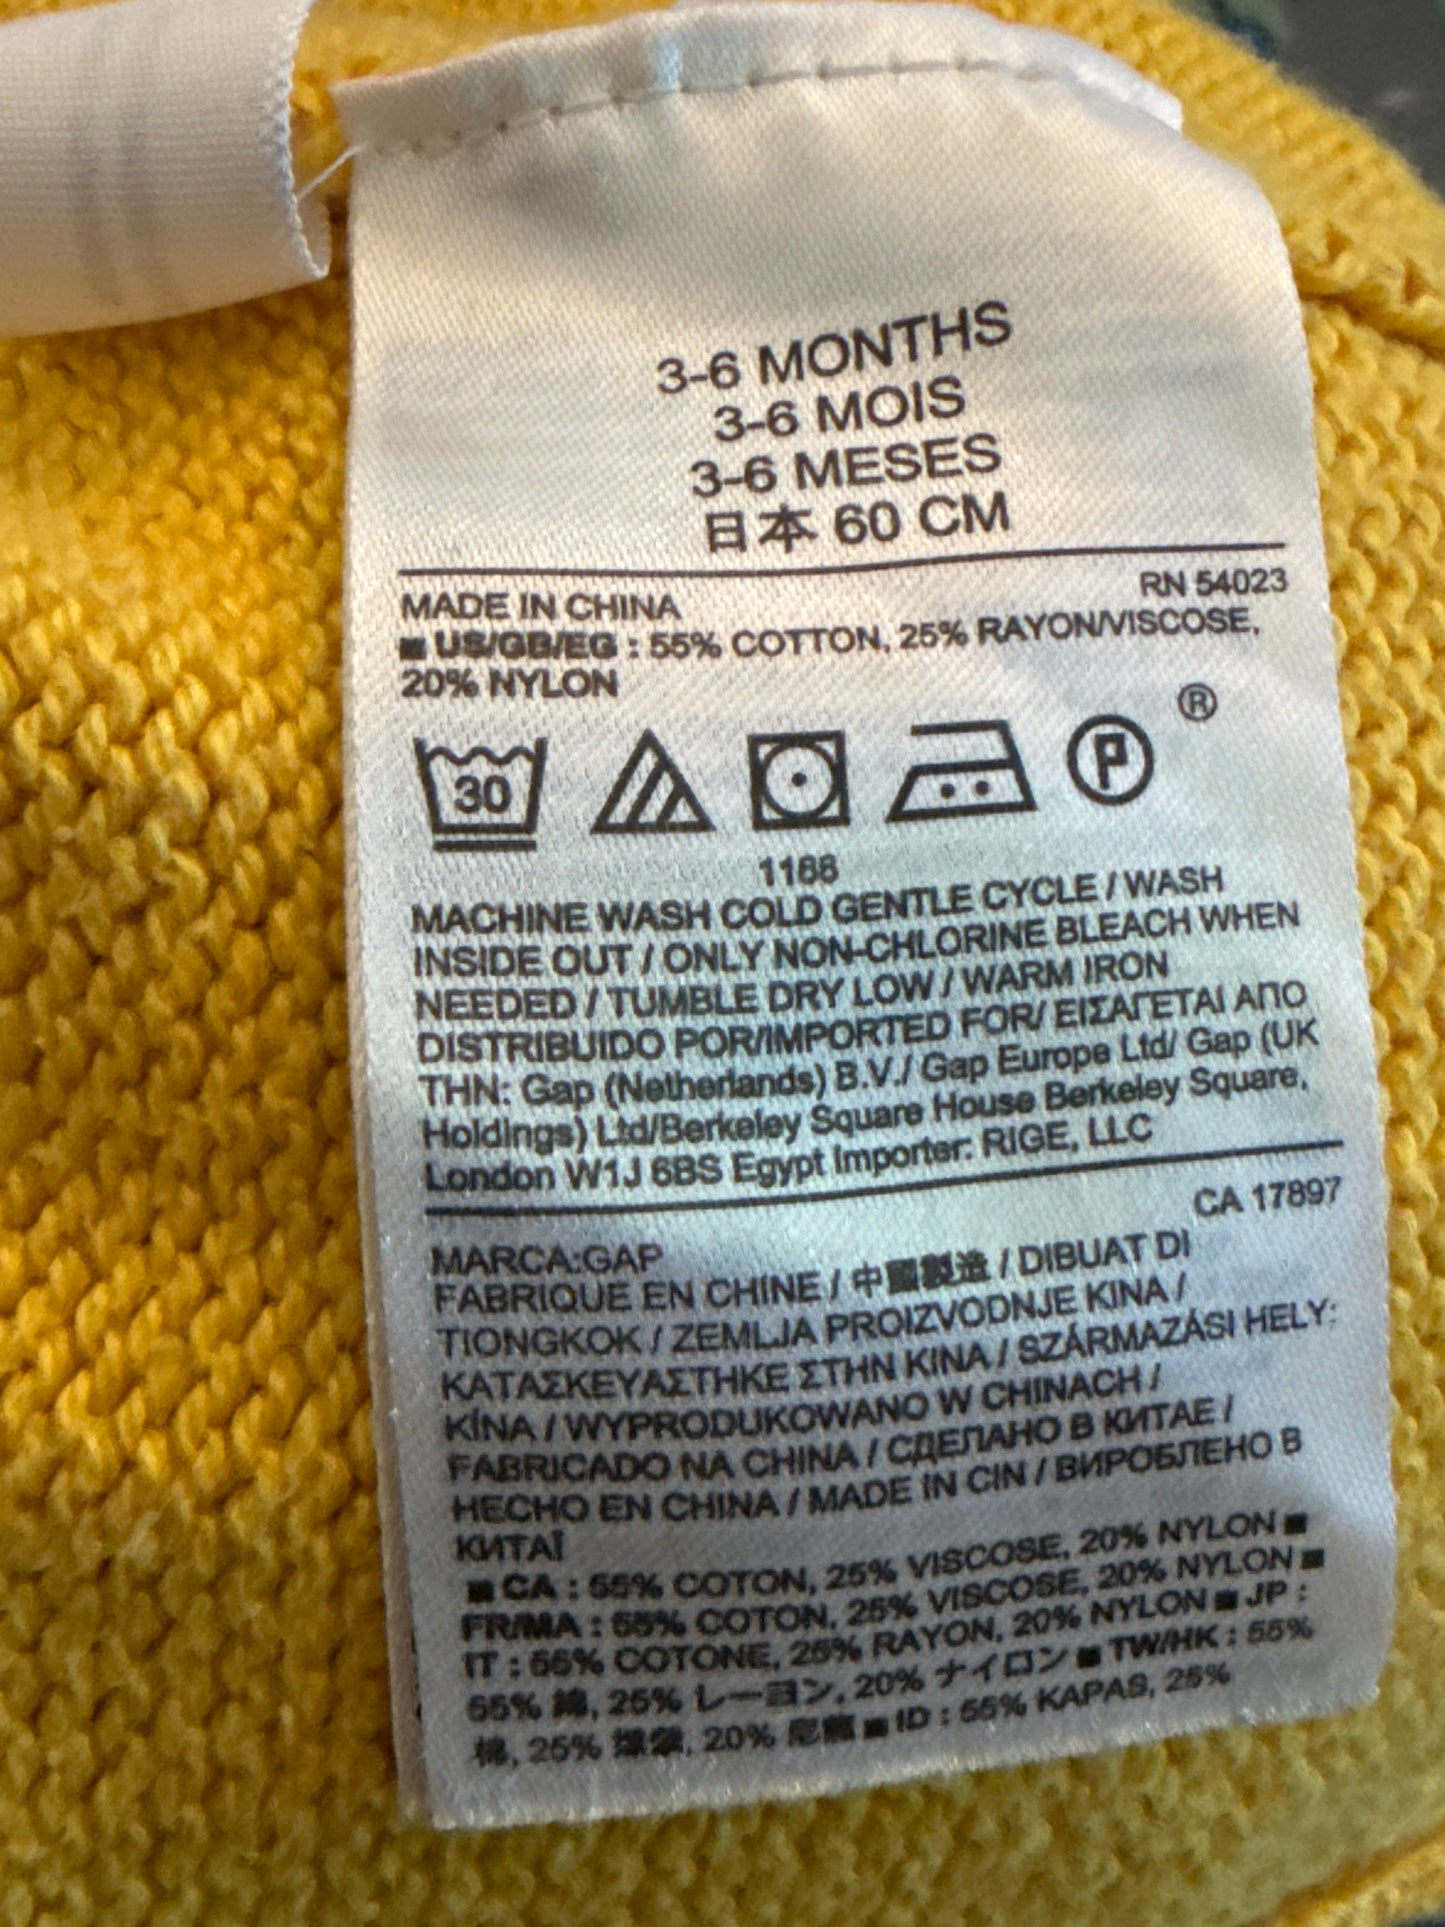 3-6 MONTHS
3-6 MOIS
3-6 MESES
日本 60 CM
RN 54023
MADE IN CHINA
■ US/GB/EG : 55% COTTON, 25% RAYON/VISCOSE,
20% NYLON
30
P
®
1188
MACHINE WASH COLD GENTLE CYCLE / WASH
INSIDE OUT / ONLY NON-CHLORINE BLEACH WHEN
NEEDED / TUMBLE DRY LOW / WARM IRON
DISTRIBUIDO POR/IMPORTED FOR/ ΕΙΣΑΓΕΤΑΙ ΑΠΟ
THN: Gap (Netherlands) B.V./ Gap Europe Ltd/ Gap (UK
Holdings) Ltd/Berkeley Square House Berkeley Square,
London W1J 6BS Egypt Importer: RIGE, LLC
CA 17897
MARCA:GAP
FABRIQUE EN CHINE / 中國製造 / DIBUAT DI
TIONGKOK / ZEMLJA PROIZVODNJE KINA /
ΚΑΤΑΣΚΕΥΑΣΤΗΚΕ ΣΤΗΝ ΚΙΝΑ / SZÁRMAZÁSI HELY:
KÍNA / WYPRODUKOWANO W CHINACH /
FABRICADO NA CHINA / СДЕЛАНО В КИТАЕ /
HECHO EN CHINA / MADE IN CIN / ВИРОБЛЕНО В
КИТАЇ
■ CA : 55% COTON, 25% VISCOSE, 20% NYLON ■
FR/MA : 55% COTON, 25% VISCOSE, 20% NYLON ■
IT : 55% COTONE, 25% RAYON, 20% NYLON ■ JP :
55% 綿, 25% レーヨン, 20% ナイロン ■ TW/HK : 55%
棉, 25% 20% ■ ID : 55% KAPAS, 25%